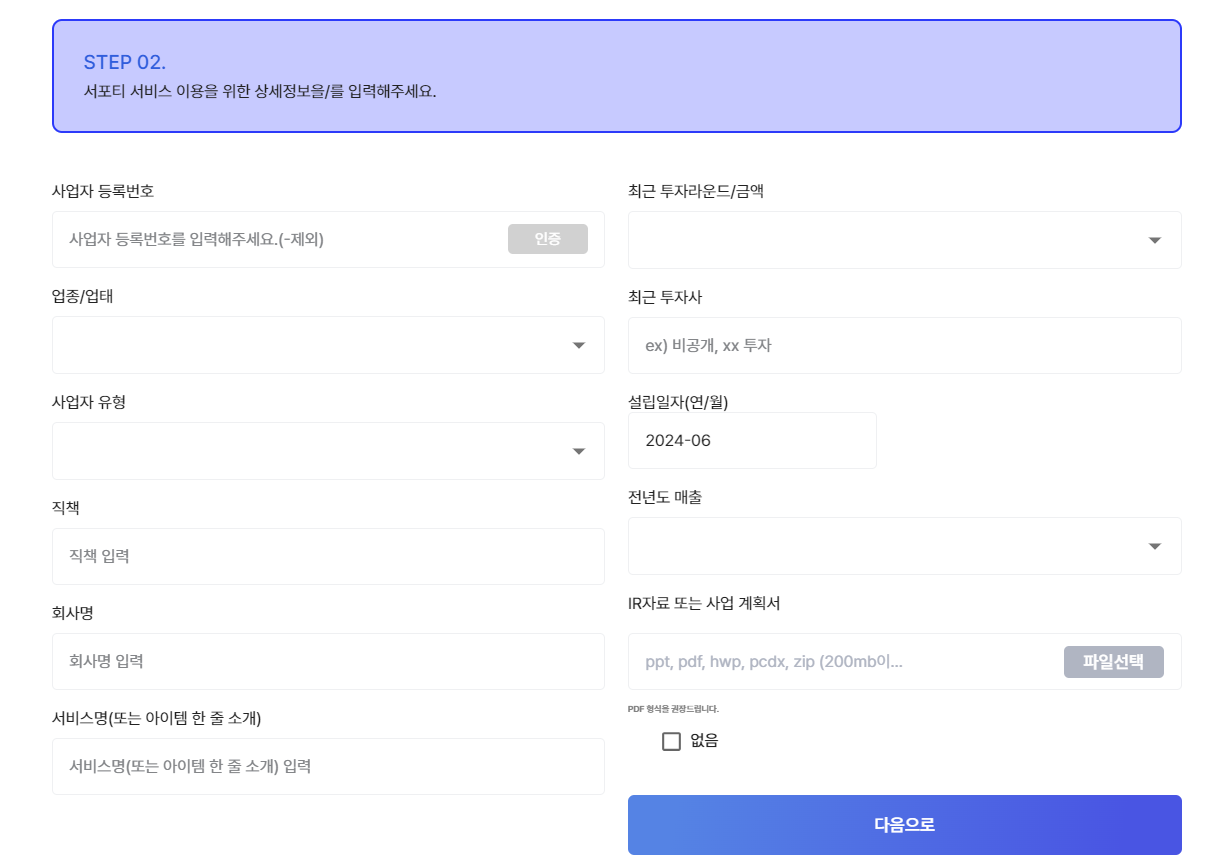 STEP 02.
서포티 서비스 이용을 위한 상세정보을/를 입력해주세요.
사업자 등록번호
사업자 등록번호를 입력해주세요.(-제외)
인증
업종/업태
사업자 유형
직책
직책 입력
회사명
회사명 입력
서비스명(또는 아이템 한 줄 소개)
서비스명(또는 아이템 한 줄 소개) 입력
최근 투자라운드/금액
최근 투자사
ex) 비공개, xx 투자
설립일자(연/월)
2024-06
전년도 매출
IR자료 또는 사업 계획서
ppt, pdf, hwp, pcdx, zip (200mb이...
파일선택
PDF 형식을 권장드립니다.
없음
다음으로